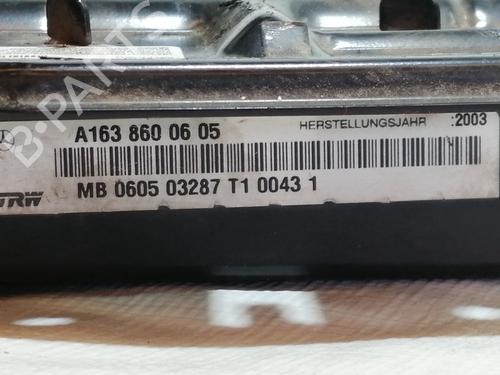 B-PARTS
A163 860 06 05
HERSTELLUNGSJAHR :2003
MB 0605 03287 T1 0043 1
TRW